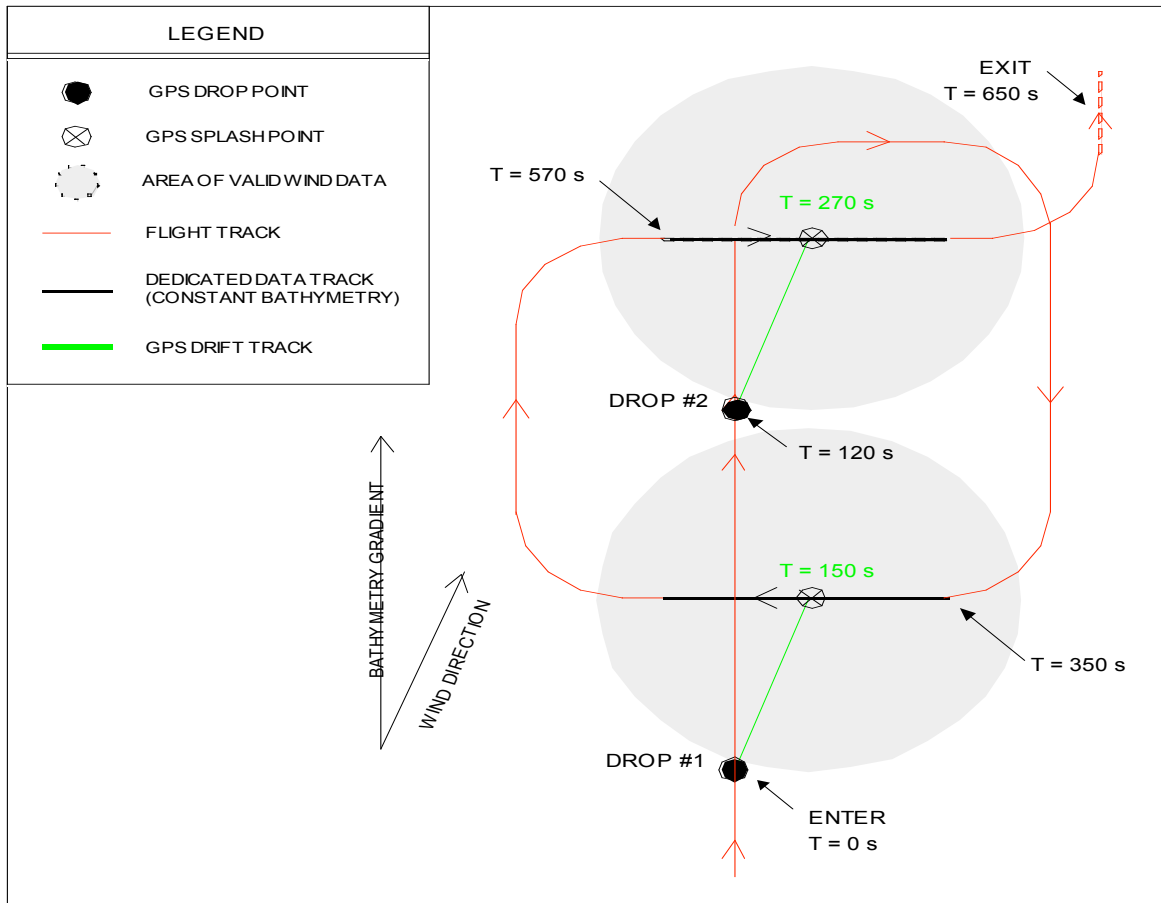 LEGEND
GPS DROP POINT
GPS SPLASH POINT
AREA OF VALID WIND DATA
FLIGHT TRACK
DEDICATED DATA TRACK
(CONSTANT BATHYMETRY)
GPS DRIFT TRACK
EXIT
T = 650 s
T = 570 s
T = 270 s
DROP #2
T = 120 s
BATHYMETRY GRADIENT
WIND DIRECTION
T = 150 s
T = 350 s
DROP #1
ENTER
T = 0 s